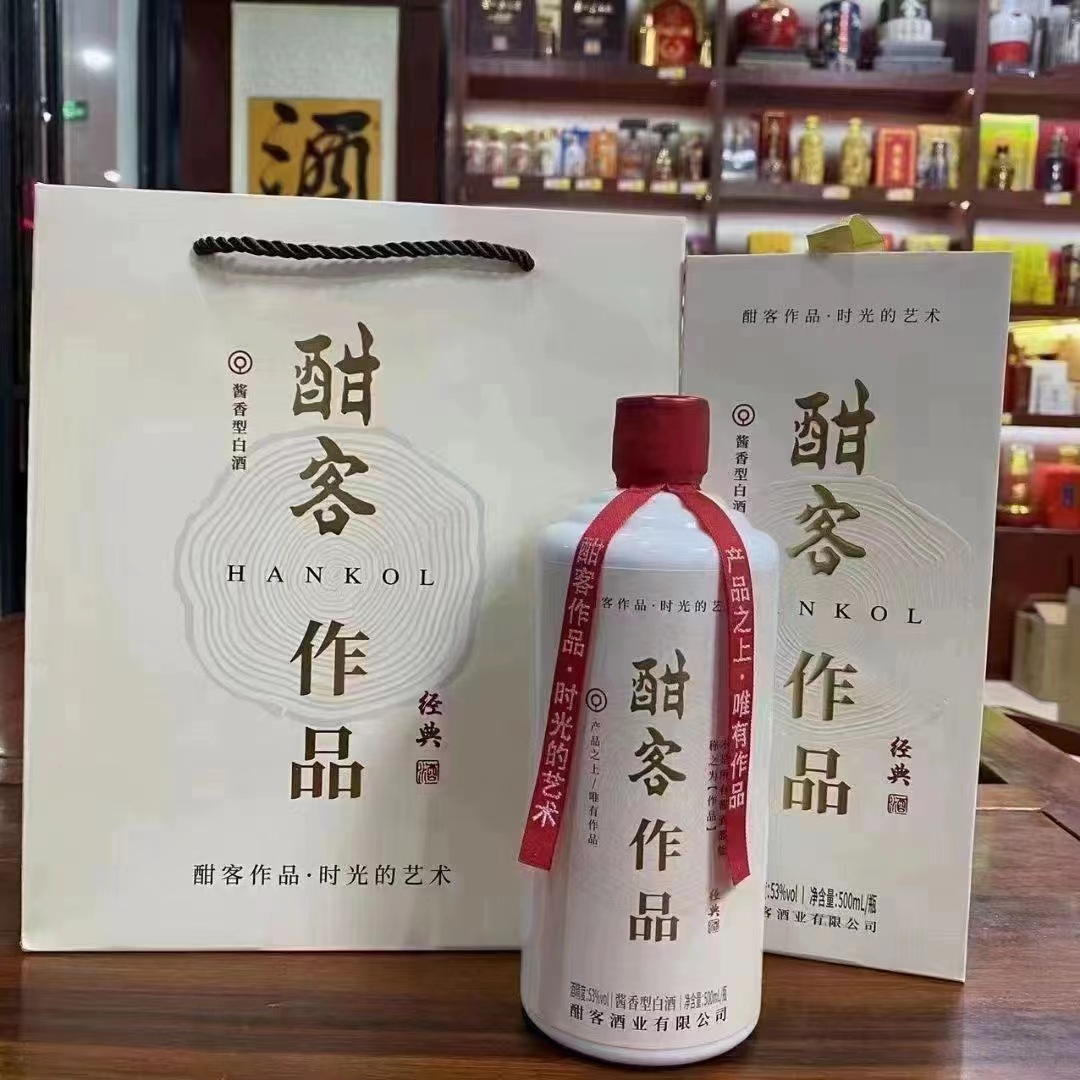 酒
酣客
HANKOL
作品
酱香型白酒
经典
酣客作品·时光的艺术
酣客作品·时光的艺术
酣客
NKOL
作品
酱香型白酒
经典
:53%vol | 净含量:500mL/瓶
客酒业有限公司
酣客作品·时光的艺术
产品之上·唯有作品
客作品·时光的艺
酣客作品
产品之上/唯有作品
称之为【作品】
经典
酒精度:53%vol | 酱香型白酒 | 净含量:500mL/瓶
酣客酒业有限公司